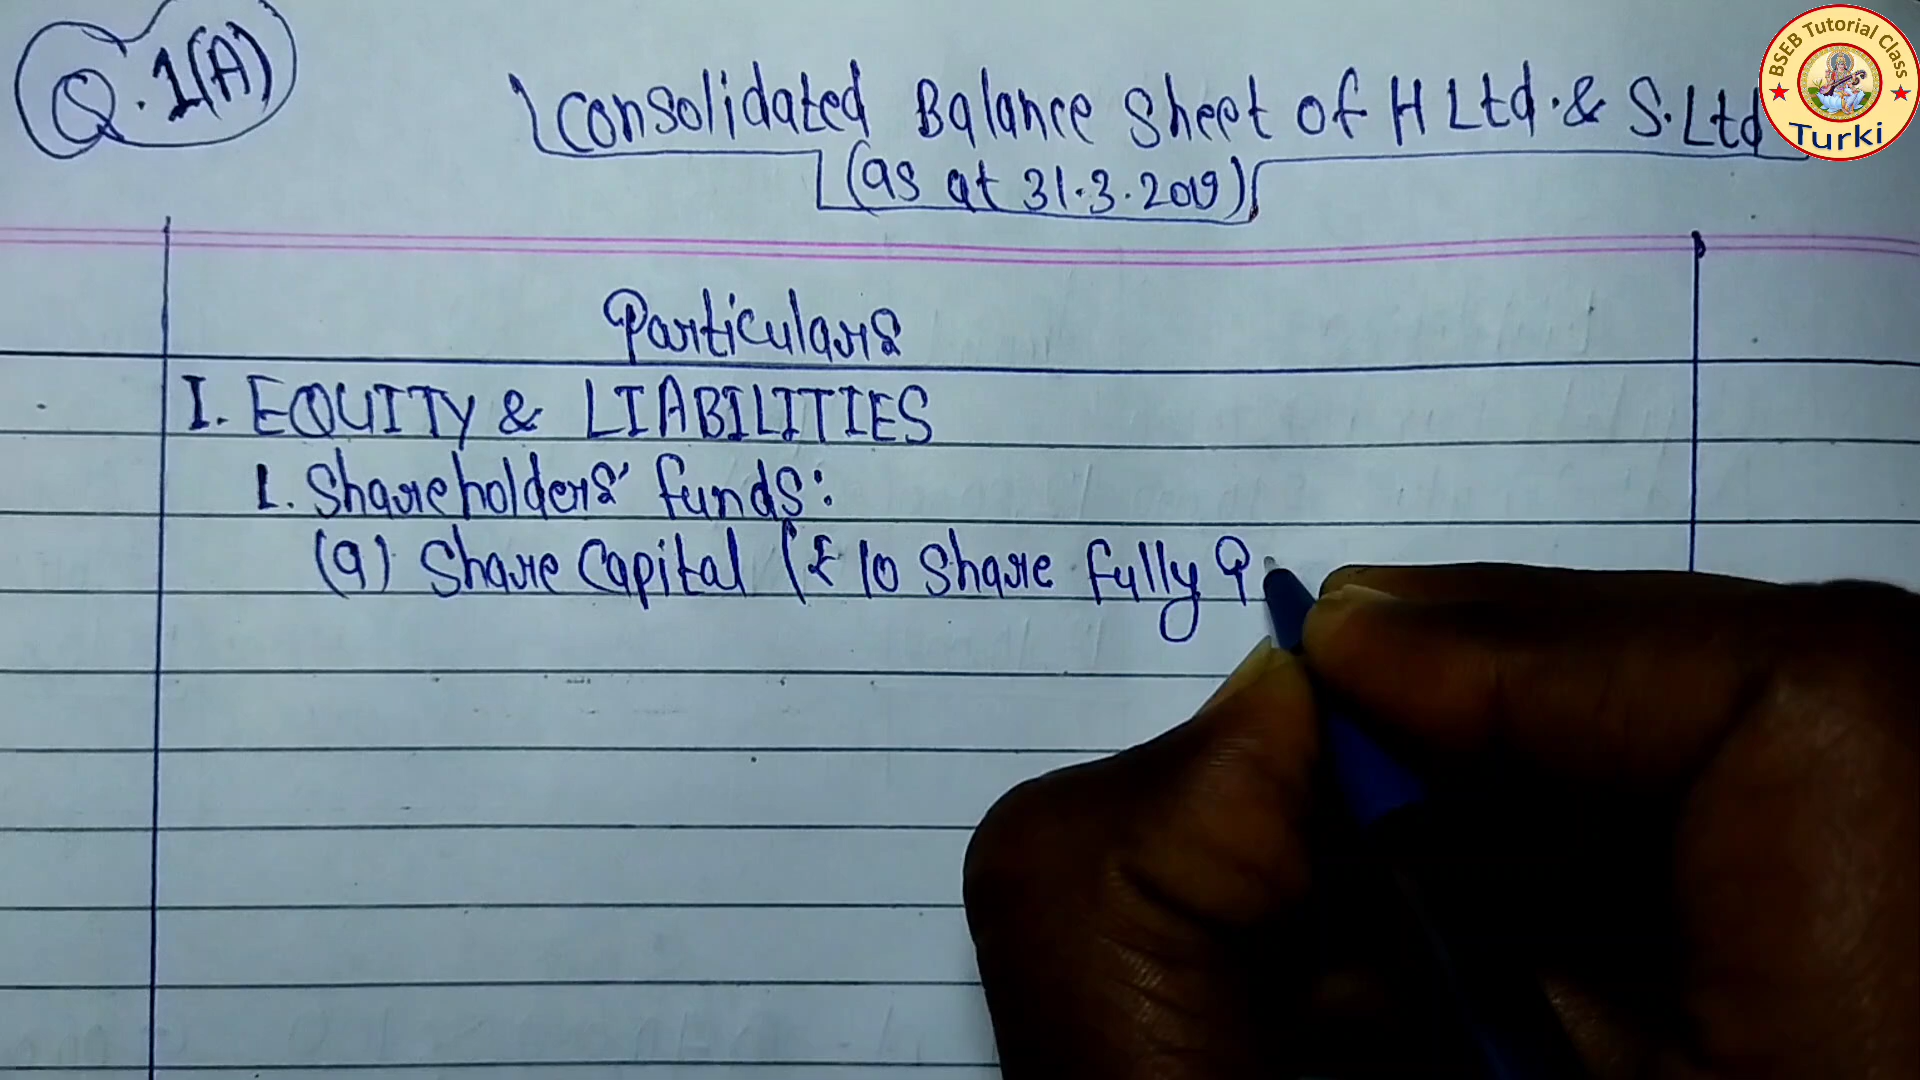 Q. 1(A)
Consolidated Balance Sheet of H Ltd. & S. Ltd
(as at 31.3.2019)
Particulars
I. EQUITY & LIABILITIES
1. Shareholders' funds:
(a) Share Capital (₹ 10 Share fully P
BSEB Tutorial Class
Turki